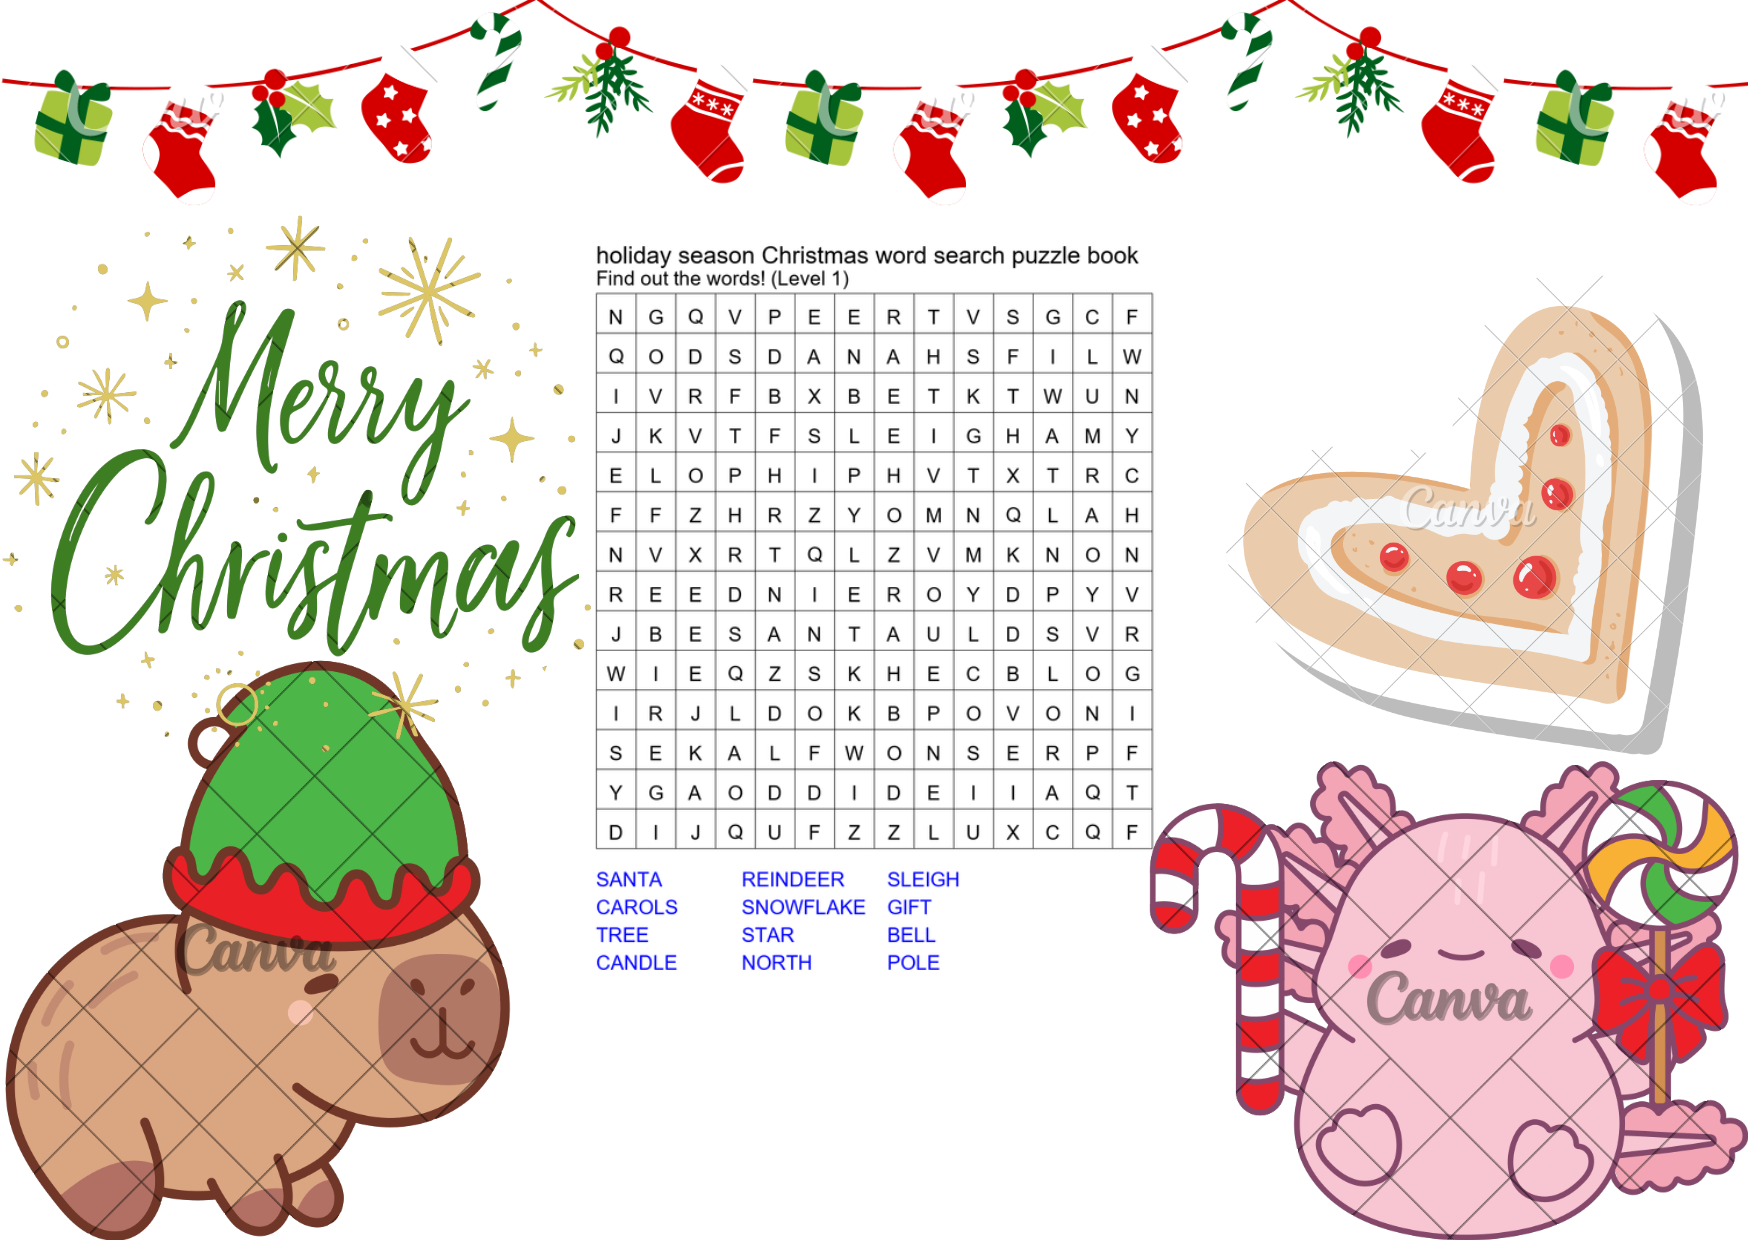 Merry
Christmas
holiday season Christmas word search puzzle book
Find out the words! (Level 1)
N G Q V P E E R T V S G C F
Q O D S D A N A H S F I L W
I V R F B X B E T K T W U N
J K V T F S L E I G H A M Y
E L O P H I P H V T X T R C
F F Z H R Z Y O M N Q L A H
N V X R T Q L Z V M K N O N
R E E D N I E R O Y D P Y V
J B E S A N T A U L D S V R
W I E Q Z S K H E C B L O G
I R J L D O K B P O V O N I
S E K A L F W O N S E R P F
Y G A O D D I D E I I A Q T
D I J Q U F Z Z L U X C Q F
SANTA REINDEER SLEIGH
CAROLS SNOWFLAKE GIFT
TREE STAR BELL
CANDLE NORTH POLE
Canva
Canva
Canva